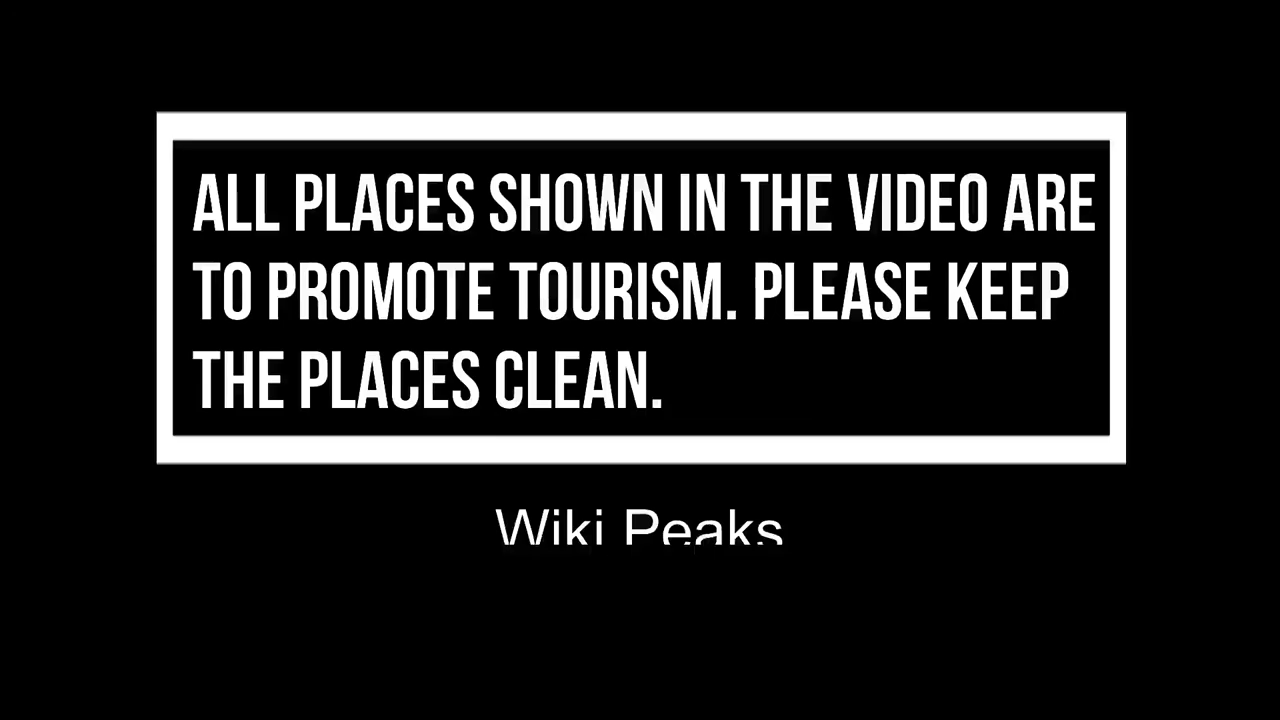 ALL PLACES SHOWN IN THE VIDEO ARE
TO PROMOTE TOURISM. PLEASE KEEP
THE PLACES CLEAN.
Wiki Peaks